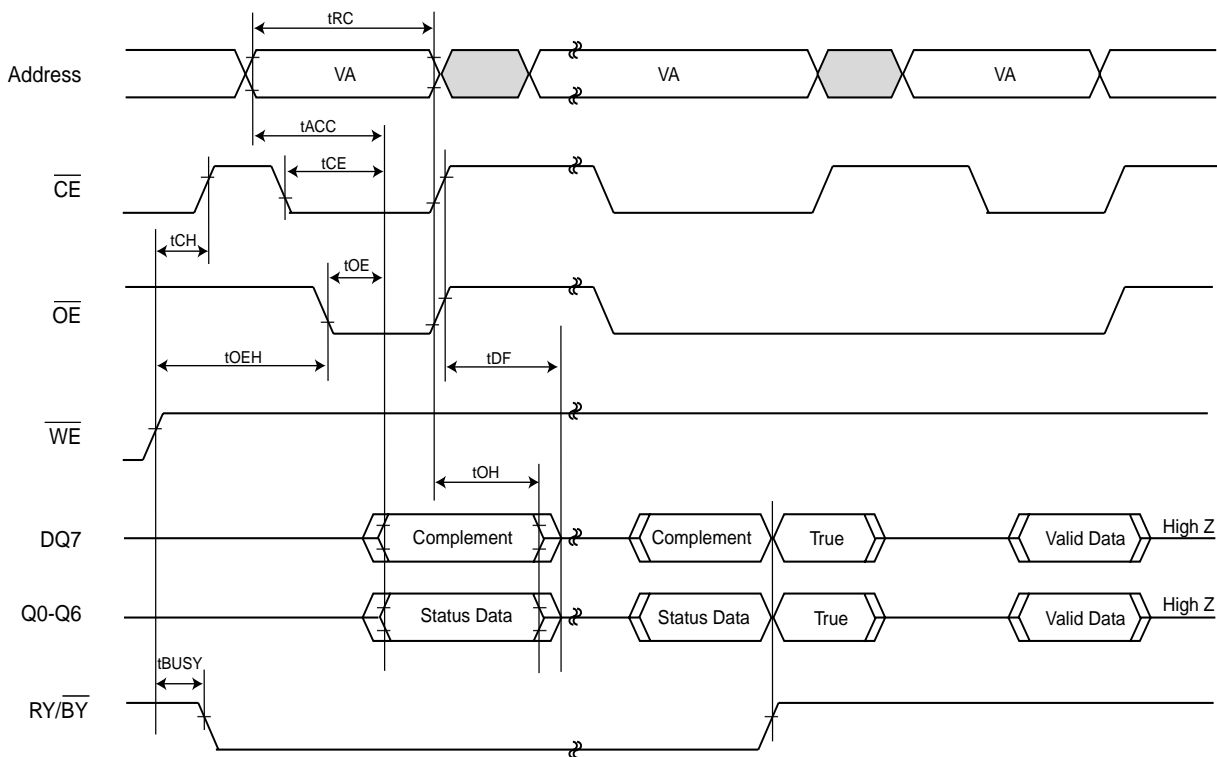 tRC
Address
VA
VA
VA
tACC
tCE
CE
tCH
tOE
OE
tOEH
tDF
WE
tOH
DQ7
Complement
Complement
True
Valid Data
High Z
Q0-Q6
Status Data
Status Data
True
Valid Data
High Z
tBUSY
RY/BY